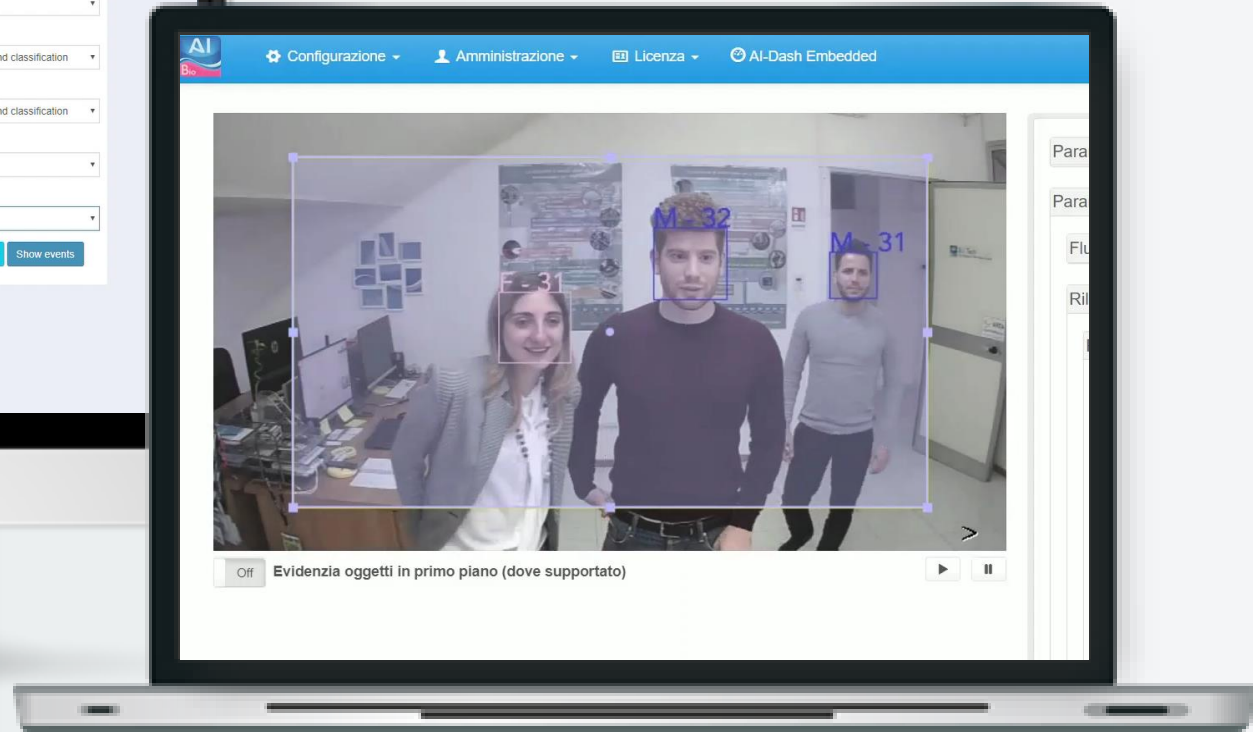 nd classification
nd classification
Show events
AI
Bio
Configurazione
Amministrazione
Licenza
AI-Dash Embedded
M - 32
M - 31
F - 31
Para
Para
Flu
Ril
Off
Evidenzia oggetti in primo piano (dove supportato)